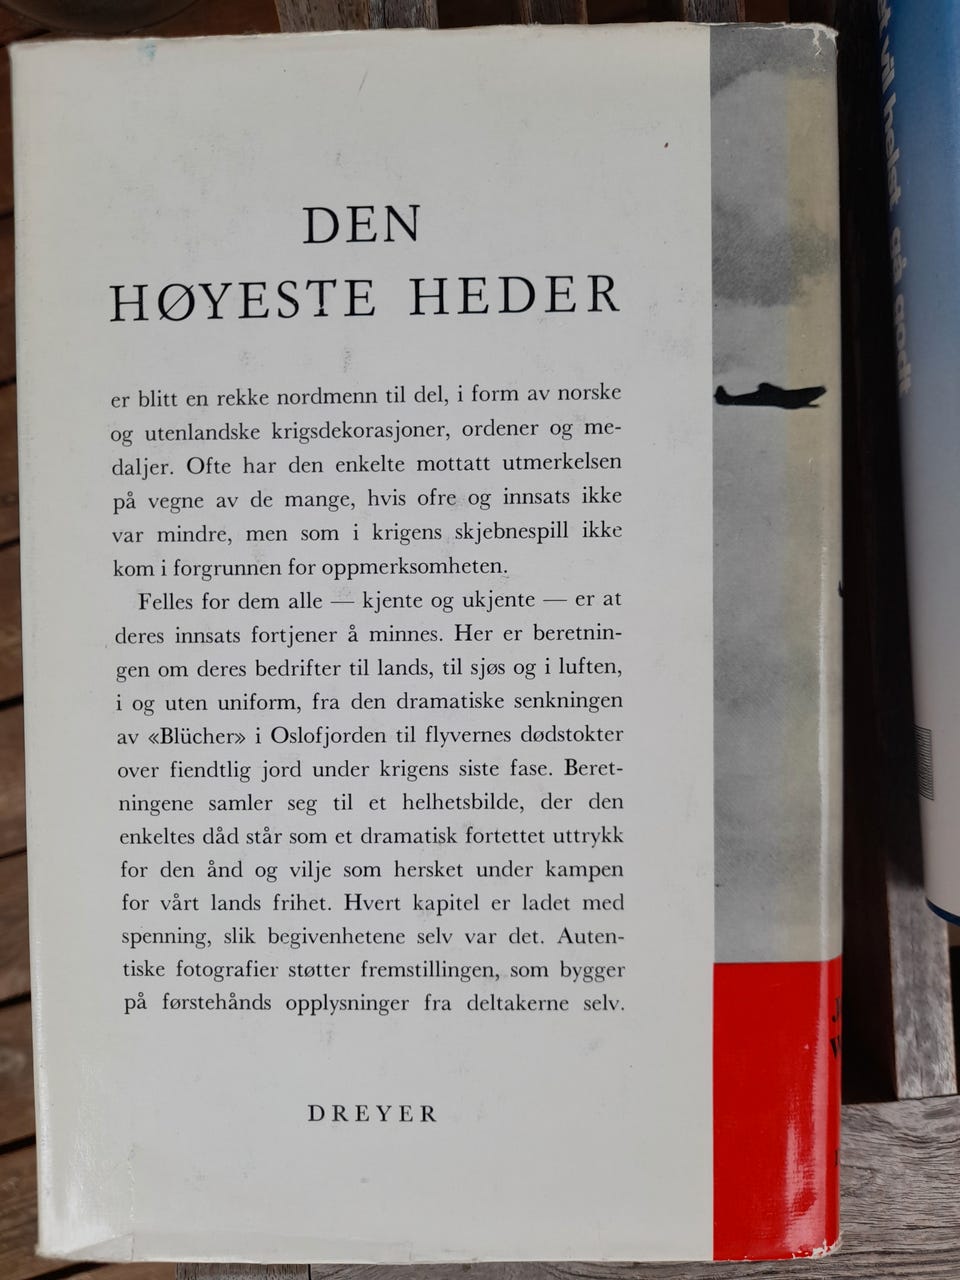 DEN
HØYESTE HEDER
er blitt en rekke nordmenn til del, i form av norske
og utenlandske krigsdekorasjoner, ordener og me-
daljer. Ofte har den enkelte mottatt utmerkelsen
på vegne av de mange, hvis ofre og innsats ikke
var mindre, men som i krigens skjebnespill ikke
kom i forgrunnen for oppmerksomheten.
Felles for dem alle — kjente og ukjente — er at
deres innsats fortjener å minnes. Her er beretnin-
gen om deres bedrifter til lands, til sjøs og i luften,
i og uten uniform, fra den dramatiske senkningen
av «Blücher» i Oslofjorden til flyvernes dødstokter
over fiendtlig jord under krigens siste fase. Beret-
ningene samler seg til et helhetsbilde, der den
enkeltes dåd står som et dramatisk fortettet uttrykk
for den ånd og vilje som hersket under kampen
for vårt lands frihet. Hvert kapitel er ladet med
spenning, slik begivenhetene selv var det. Auten-
tiske fotografier støtter fremstillingen, som bygger
på førstehånds opplysninger fra deltakerne selv.
DREYER
vil helst gå godt